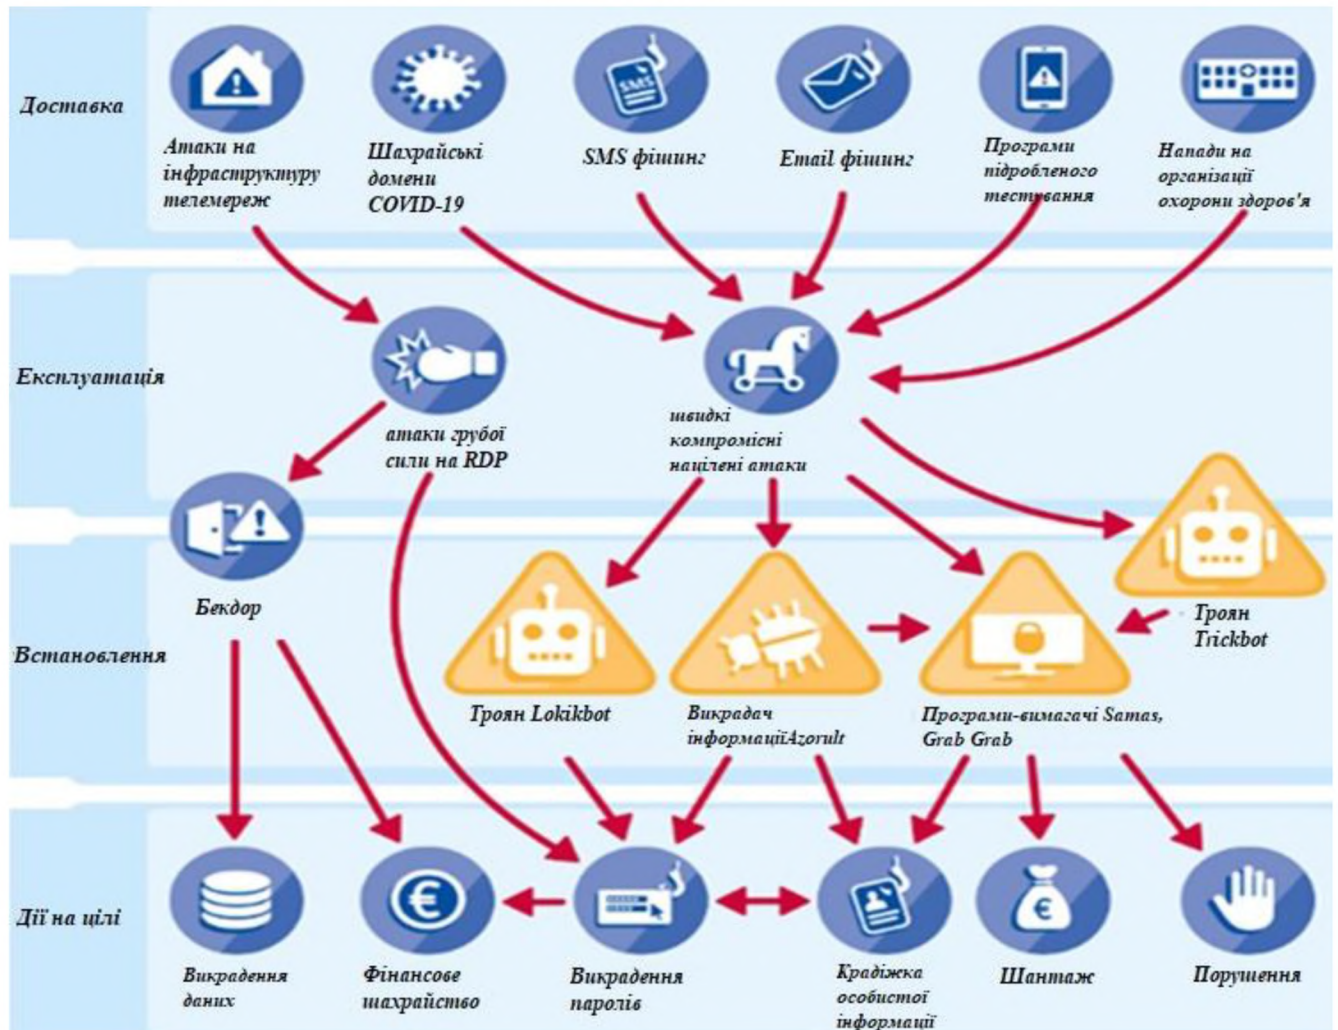 Доставка
Атаки на
інфраструктуру
телемереж
Шахрайські
домени
COVID-19
SMS
SMS фішинг
Email фішинг
Програми
підробленого
тестування
Напади на
організації
охорони здоров'я
Експлуатація
атаки грубої
сили на RDP
швидкі
компромісні
націлені атаки
Бекдор
Троян
Trickbot
Встановлення
Троян Lokikbot
Викрадач
інформаціїAzorult
Програми-вимагачі Samas,
Grab Grab
Дії на цілі
Викрадення
даних
Фінансове
шахрайство
Викрадення
паролів
Крадіжка
особистої
інформації
Шантаж
Порушення